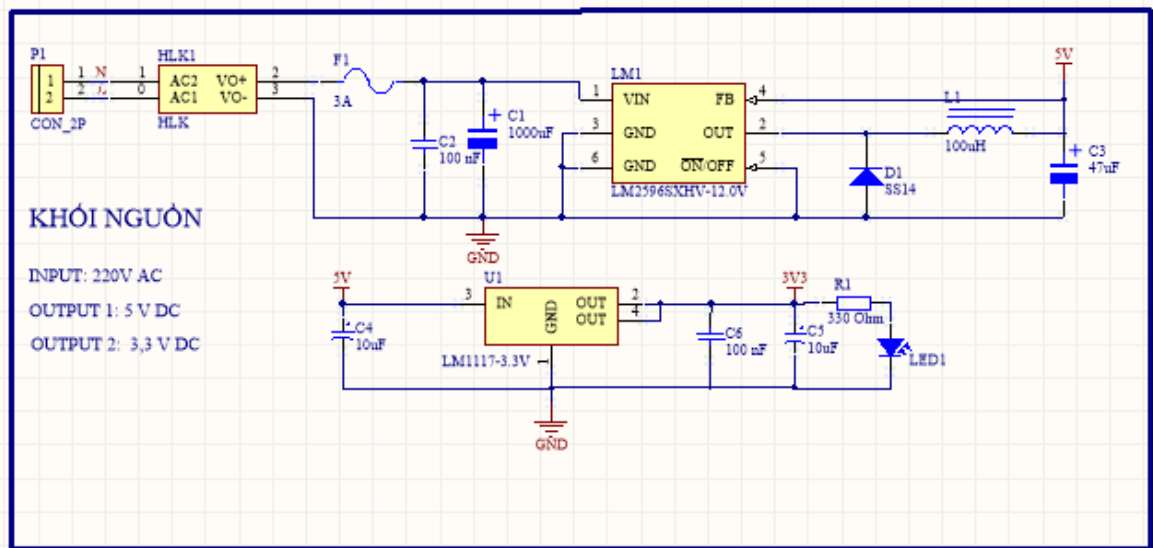 P1
1
2
CON_2P
1 N 1
2 L 0
HLK1
AC2 VO+
AC1 VO-
HLK
2
3
F1
3A
C2
100 nF
C1
1000uF
LM1
1 VIN FB 4
3 GND OUT 2
6 GND ON/OFF 5
LM2596SXHV-12.0V
L1
100uH
5V
D1
SS14
C3
47uF
GND
KHỐI NGUỒN
INPUT: 220V AC
OUTPUT 1: 5 V DC
OUTPUT 2: 3,3 V DC
5V
C4
10uF
U1
3 IN OUT 2
OUT 4
GND
1
LM1117-3.3V
GND
C6
100 nF
3V3
C5
10uF
R1
330 Ohm
LED1